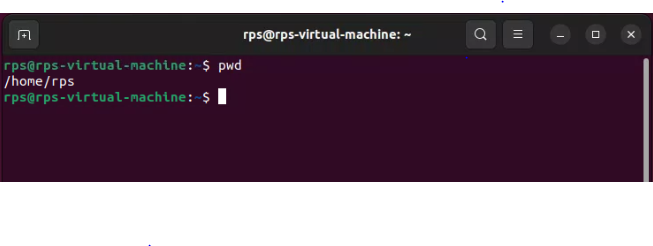 rps@rps-virtual-machine: ~
rps@rps-virtual-machine:~$ pwd
/home/rps
rps@rps-virtual-machine:~$